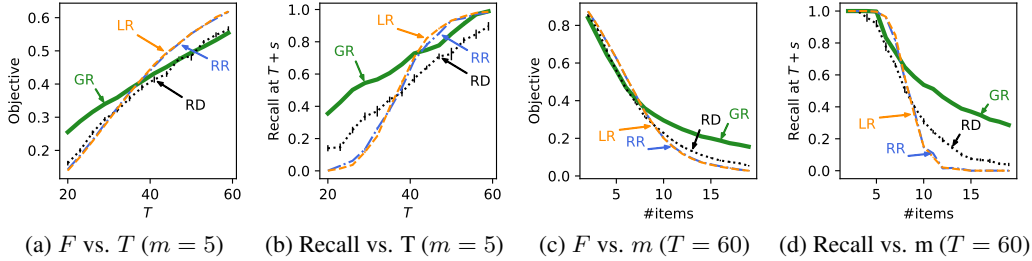 Objective
0.6
0.4
0.2
20
40
60
T
LR
RR
GR
RD
Recall at T + s
1.0
0.8
0.6
0.4
0.2
0.0
20
40
60
T
LR
GR
RR
RD
Objective
0.8
0.6
0.4
0.2
0.0
5
10
15
#items
GR
LR
RR
RD
Recall at T + s
1.0
0.8
0.6
0.4
0.2
0.0
5
10
15
#items
GR
LR
RD
RR
(a) F vs. T (m = 5)
(b) Recall vs. T (m = 5)
(c) F vs. m (T = 60)
(d) Recall vs. m (T = 60)